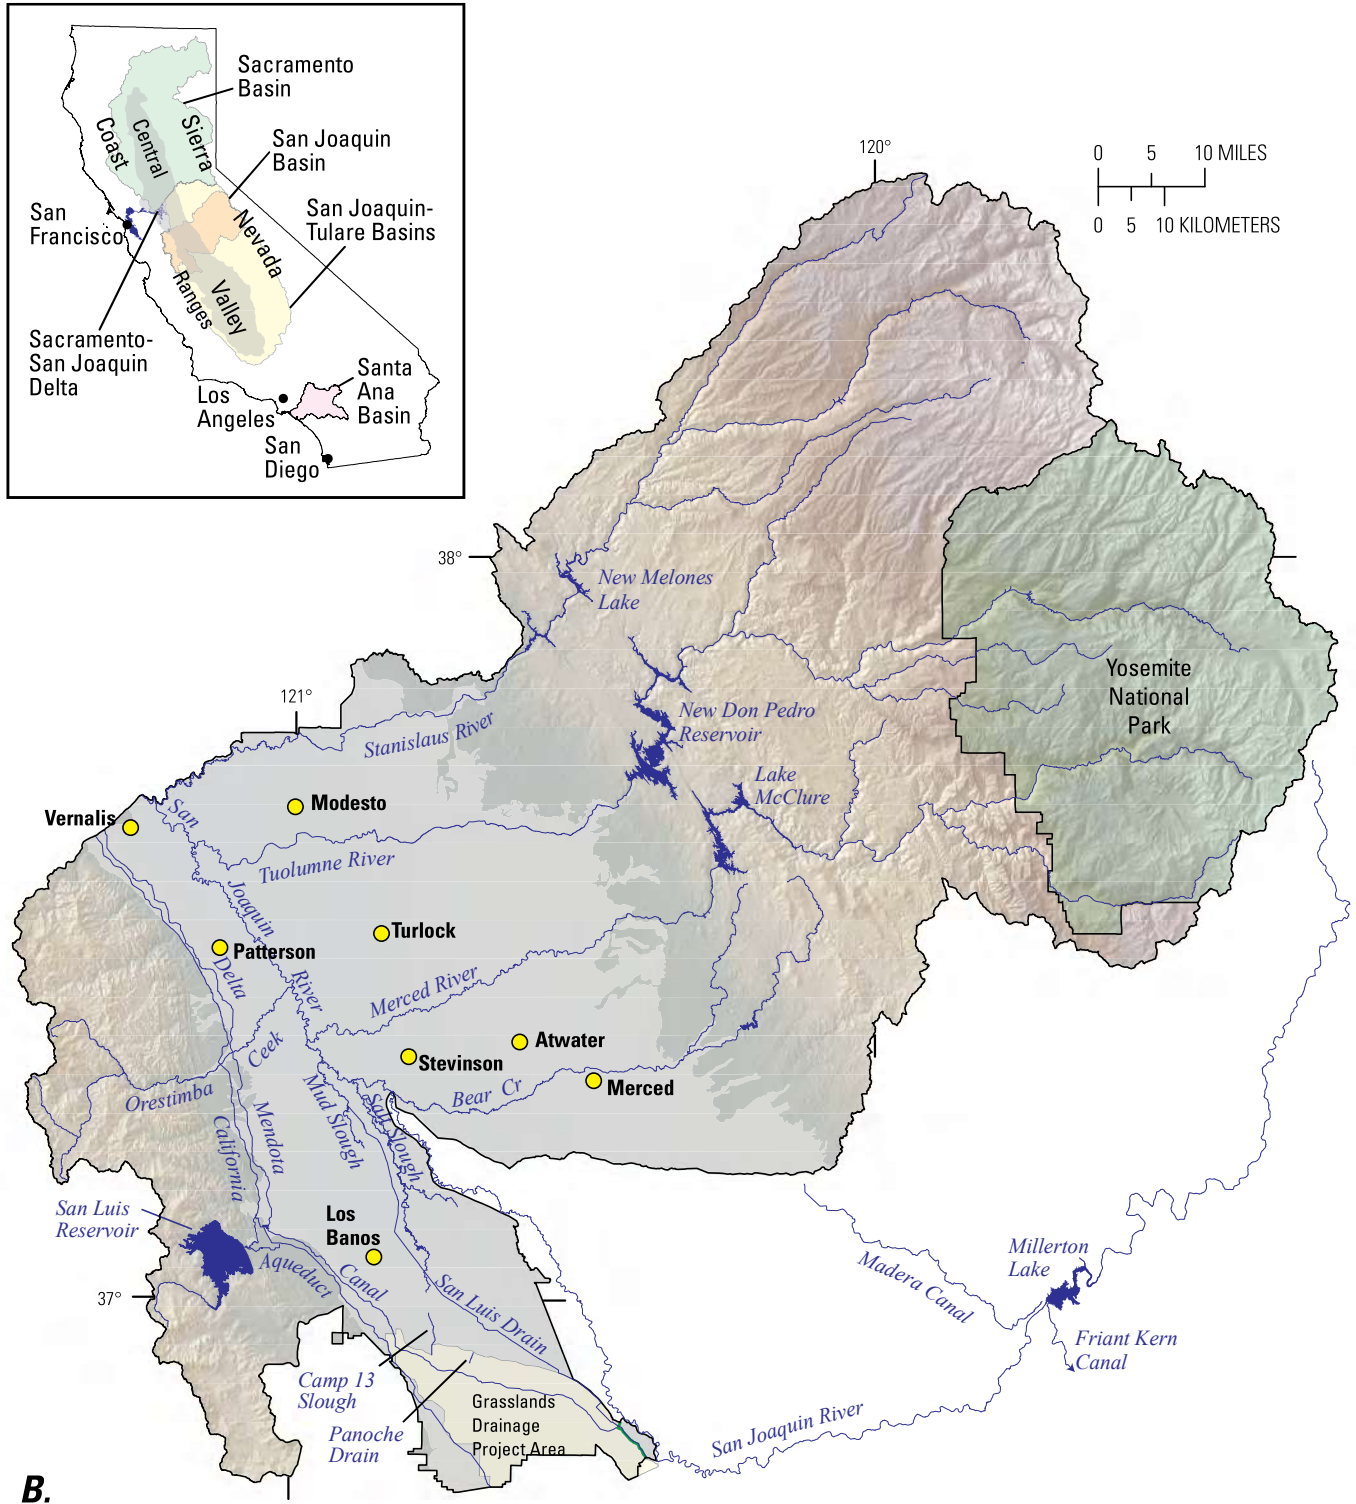 Sacramento
Basin
San Joaquin
Basin
San Joaquin-
Tulare Basins
Coast
Central
Sierra
San
Francisco
Nevada
Ranges
Valley
Sacramento-
San Joaquin
Delta
Los
Angeles
Santa
Ana
Basin
San
Diego
120°
0 5 10 MILES
0 5 10 KILOMETERS
38°
New Melones
Lake
121°
Stanislaus River
Yosemite
National
Park
New Don Pedro
Reservoir
Lake
McClure
Vernalis
San
Modesto
Tuolumne River
Joaquin
Turlock
Patterson
Delta
River
Merced River
Ceek
Atwater
Stevinson
Merced
Bear Cr
Orestimba
Mud Slough
Salt Slough
California
Mendota
San Luis
Reservoir
Los
Banos
Aqueduct
Canal
San Luis Drain
37°
Madera Canal
Millerton
Lake
Friant Kern
Canal
Camp 13
Slough
Panoche
Drain
Grasslands
Drainage
Project Area
San Joaquin River
B.